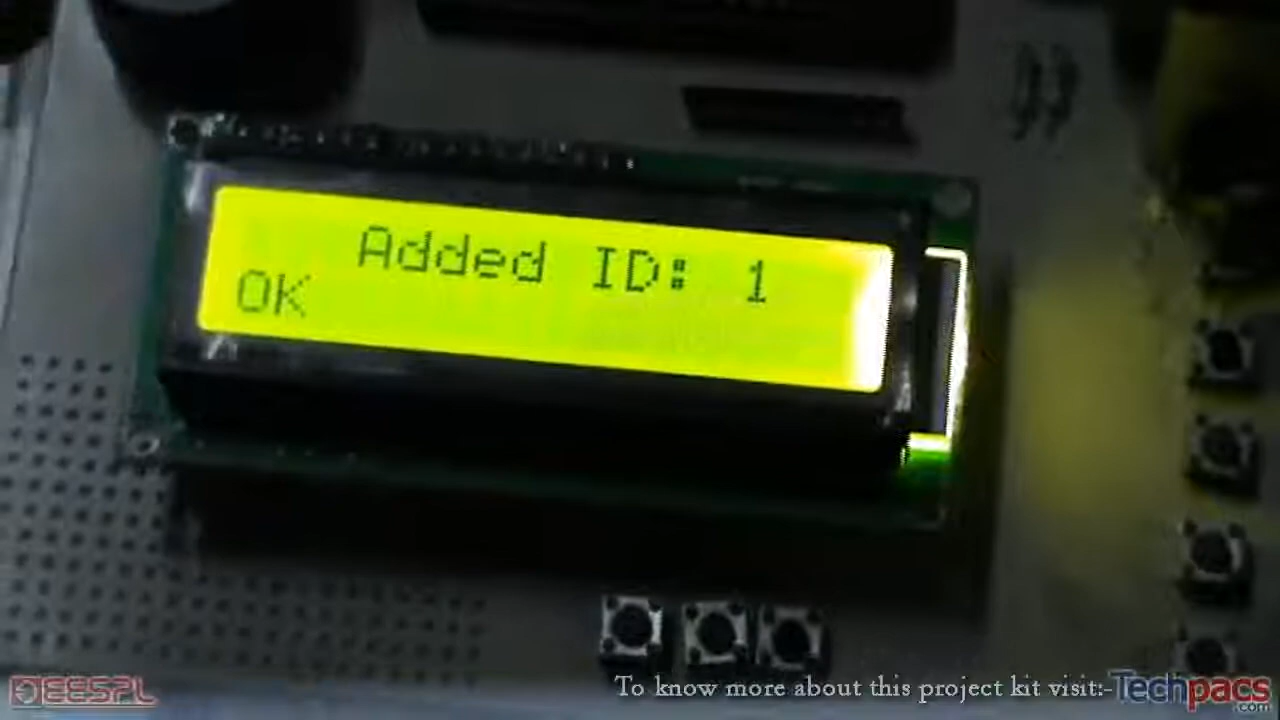 Added ID: 1
OK
DEESPL
To know more about this project kit visit:- Techpacs
.com